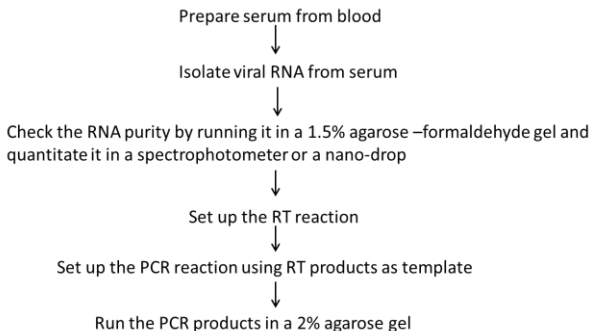 Prepare serum from blood
Isolate viral RNA from serum
Check the RNA purity by running it in a 1.5% agarose –formaldehyde gel and
quantitate it in a spectrophotometer or a nano-drop
Set up the RT reaction
Set up the PCR reaction using RT products as template
Run the PCR products in a 2% agarose gel